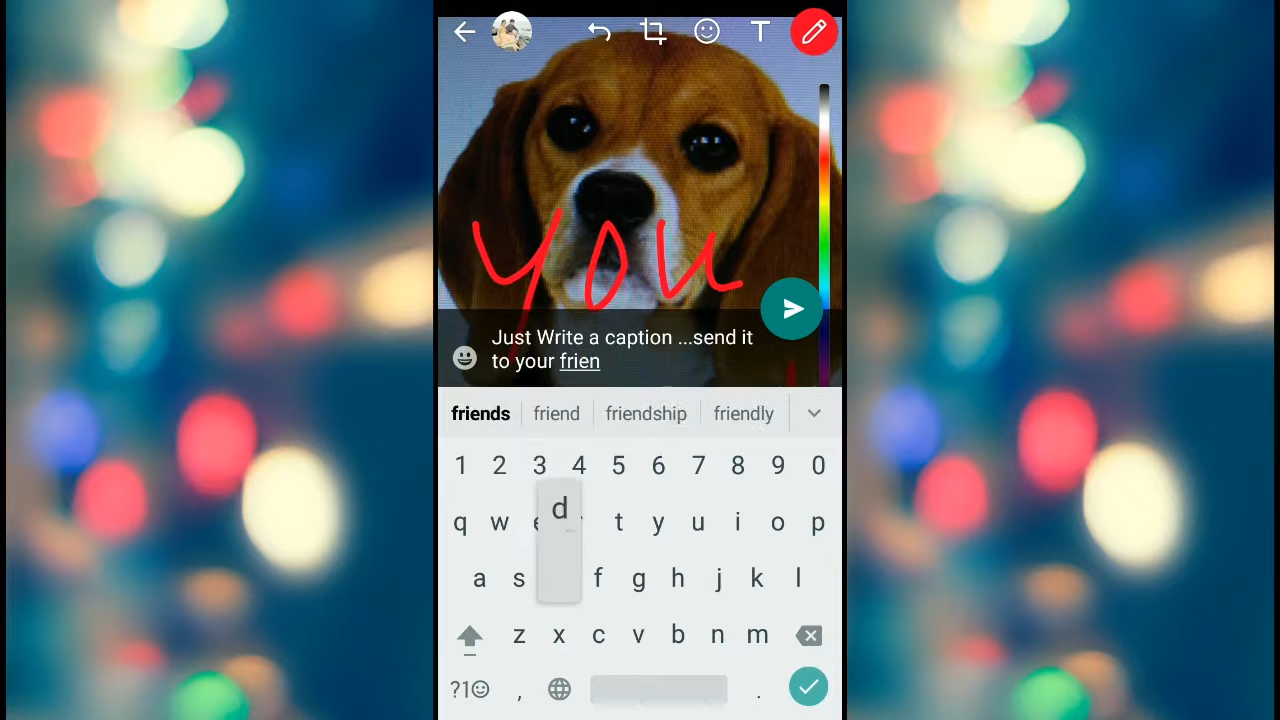 T
YOU
Just Write a caption ...send it
to your frien
friends friend friendship friendly
1 2 3 4 5 6 7 8 9 0
q w e r t y u i o p
d
a s f g h j k l
z x c v b n m
?1☺ , .